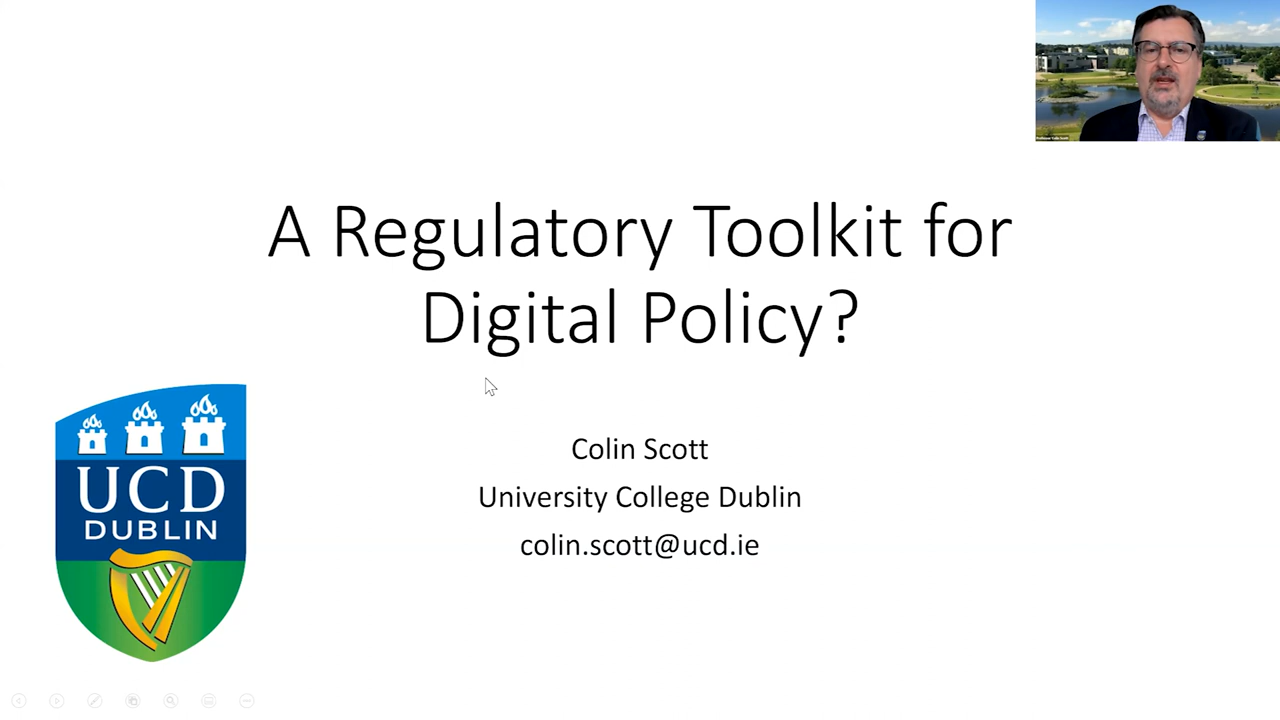 A Regulatory Toolkit for
Digital Policy?
Colin Scott
University College Dublin
colin.scott@ucd.ie
UCD
DUBLIN